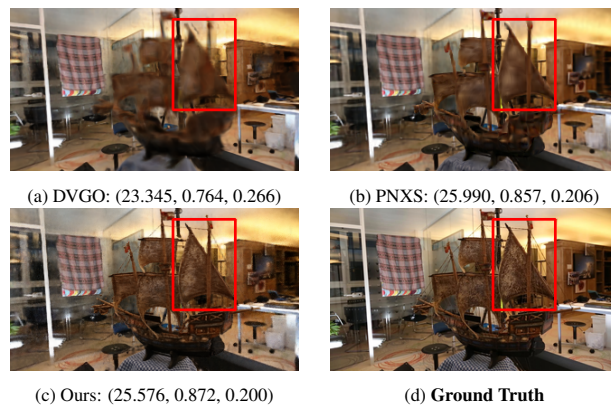 (a) DVGO: (23.345, 0.764, 0.266)
(b) PNXS: (25.990, 0.857, 0.206)
(c) Ours: (25.576, 0.872, 0.200)
(d) Ground Truth